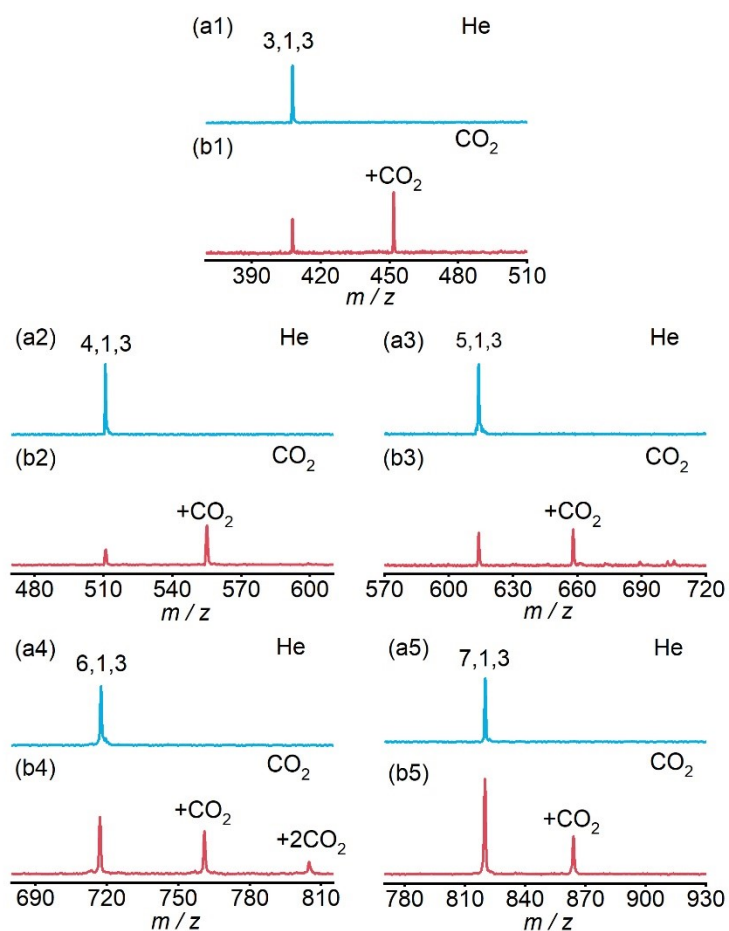 (a1) 3,1,3 He
(b1) CO₂
+CO₂
390 420 450 480 510
m / z
(a2) 4,1,3 He
(b2) CO₂
+CO₂
480 510 540 570 600
m / z
(a3) 5,1,3 He
(b3) CO₂
+CO₂
570 600 630 660 690 720
m / z
(a4) 6,1,3 He
(b4) CO₂
+CO₂
+2CO₂
690 720 750 780 810
m / z
(a5) 7,1,3 He
(b5) CO₂
+CO₂
780 810 840 870 900 930
m / z